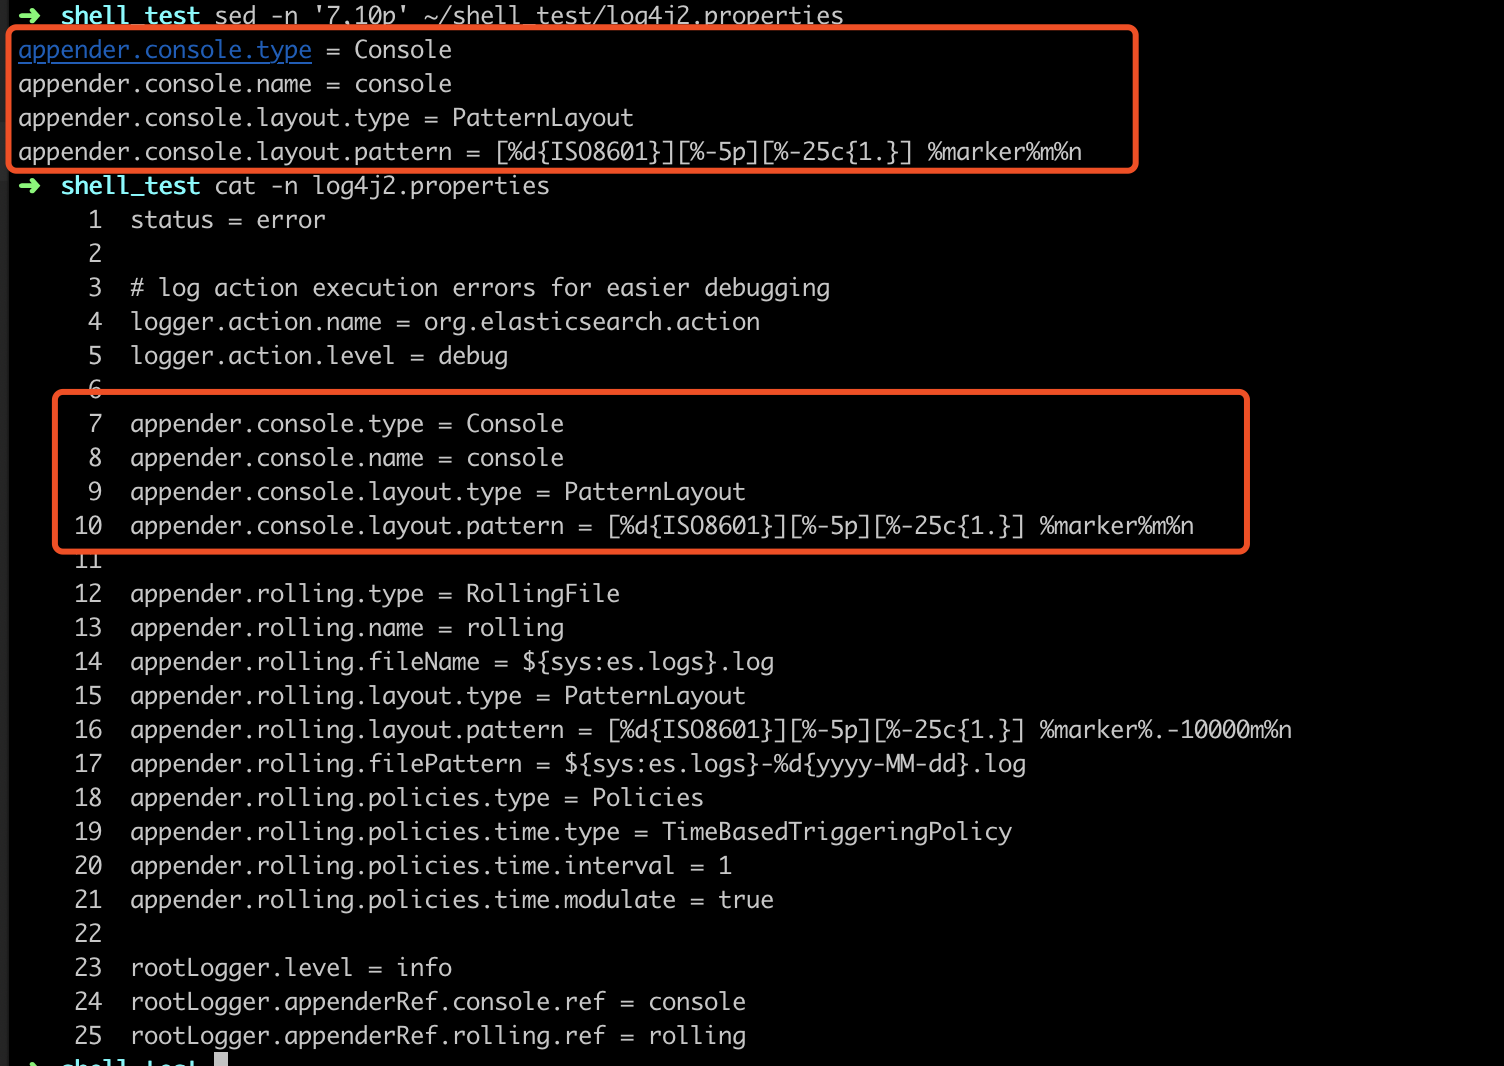 ➜ shell_test sed -n '7,10p' ~/shell_test/log4j2.properties
appender.console.type = Console
appender.console.name = console
appender.console.layout.type = PatternLayout
appender.console.layout.pattern = [%d{ISO8601}][%-5p][%-25c{1.}] %marker%m%n
➜ shell_test cat -n log4j2.properties
1 status = error
2
3 # log action execution errors for easier debugging
4 logger.action.name = org.elasticsearch.action
5 logger.action.level = debug
6
7 appender.console.type = Console
8 appender.console.name = console
9 appender.console.layout.type = PatternLayout
10 appender.console.layout.pattern = [%d{ISO8601}][%-5p][%-25c{1.}] %marker%m%n
11
12 appender.rolling.type = RollingFile
13 appender.rolling.name = rolling
14 appender.rolling.fileName = ${sys:es.logs}.log
15 appender.rolling.layout.type = PatternLayout
16 appender.rolling.layout.pattern = [%d{ISO8601}][%-5p][%-25c{1.}] %marker%.-10000m%n
17 appender.rolling.filePattern = ${sys:es.logs}-%d{yyyy-MM-dd}.log
18 appender.rolling.policies.type = Policies
19 appender.rolling.policies.time.type = TimeBasedTriggeringPolicy
20 appender.rolling.policies.time.interval = 1
21 appender.rolling.policies.time.modulate = true
22
23 rootLogger.level = info
24 rootLogger.appenderRef.console.ref = console
25 rootLogger.appenderRef.rolling.ref = rolling
➜ shell_test